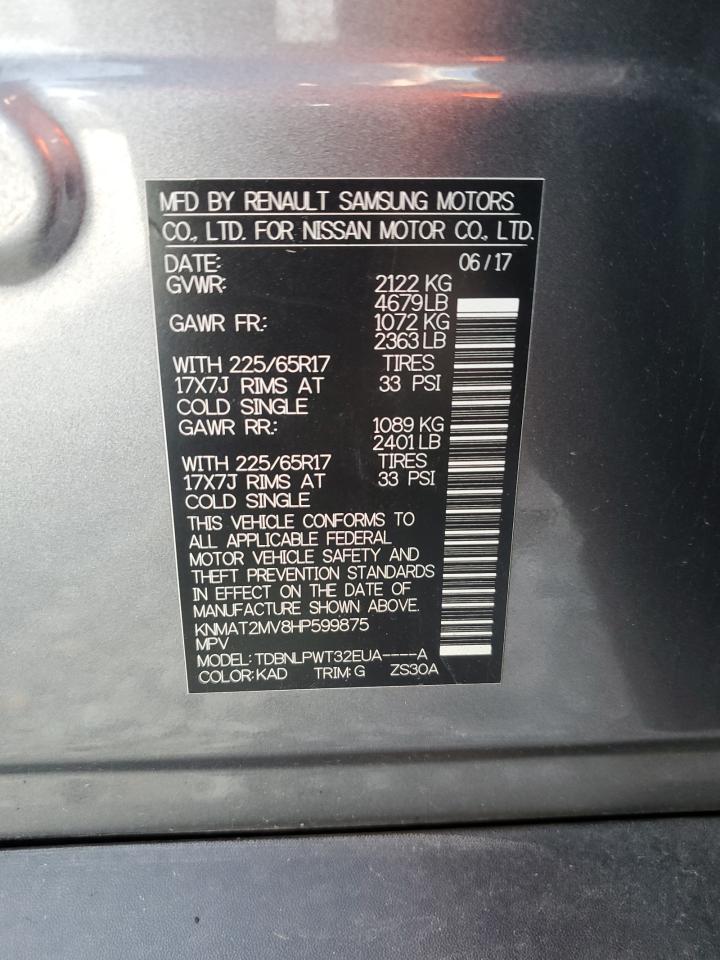 MFD BY RENAULT SAMSUNG MOTORS
CO., LTD. FOR NISSAN MOTOR CO., LTD.
DATE: 06/17
GVWR: 2122 KG
4679 LB
GAWR FR.: 1072 KG
2363 LB
WITH 225/65R17 TIRES
17X7J RIMS AT 33 PSI
COLD SINGLE
GAWR RR.: 1089 KG
2401 LB
WITH 225/65R17 TIRES
17X7J RIMS AT 33 PSI
COLD SINGLE
THIS VEHICLE CONFORMS TO
ALL APPLICABLE FEDERAL
MOTOR VEHICLE SAFETY AND
THEFT PREVENTION STANDARDS
IN EFFECT ON THE DATE OF
MANUFACTURE SHOWN ABOVE.
KNMAT2MV8HP599875
MPV
MODEL: TDBNLPWT32EUA----A
COLOR: KAD TRIM: G ZS30A